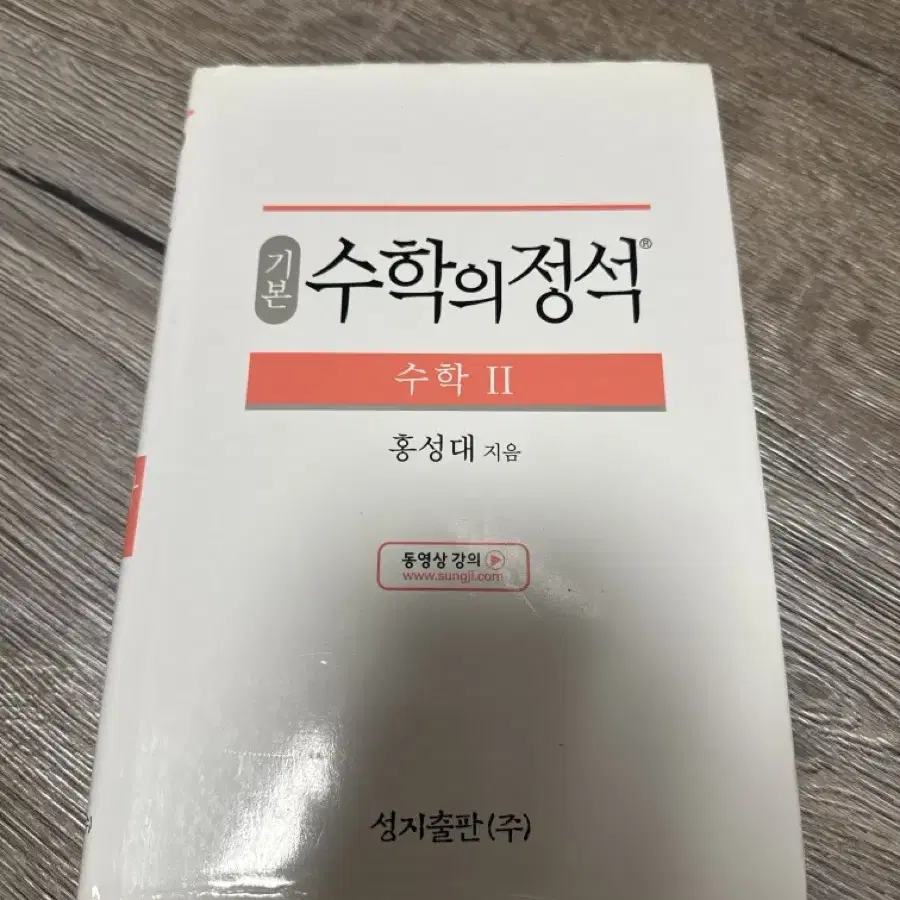 기본 수학의정석®
수학 II
홍성대 지음
동영상 강의
www.sungji.com
성지출판(주)